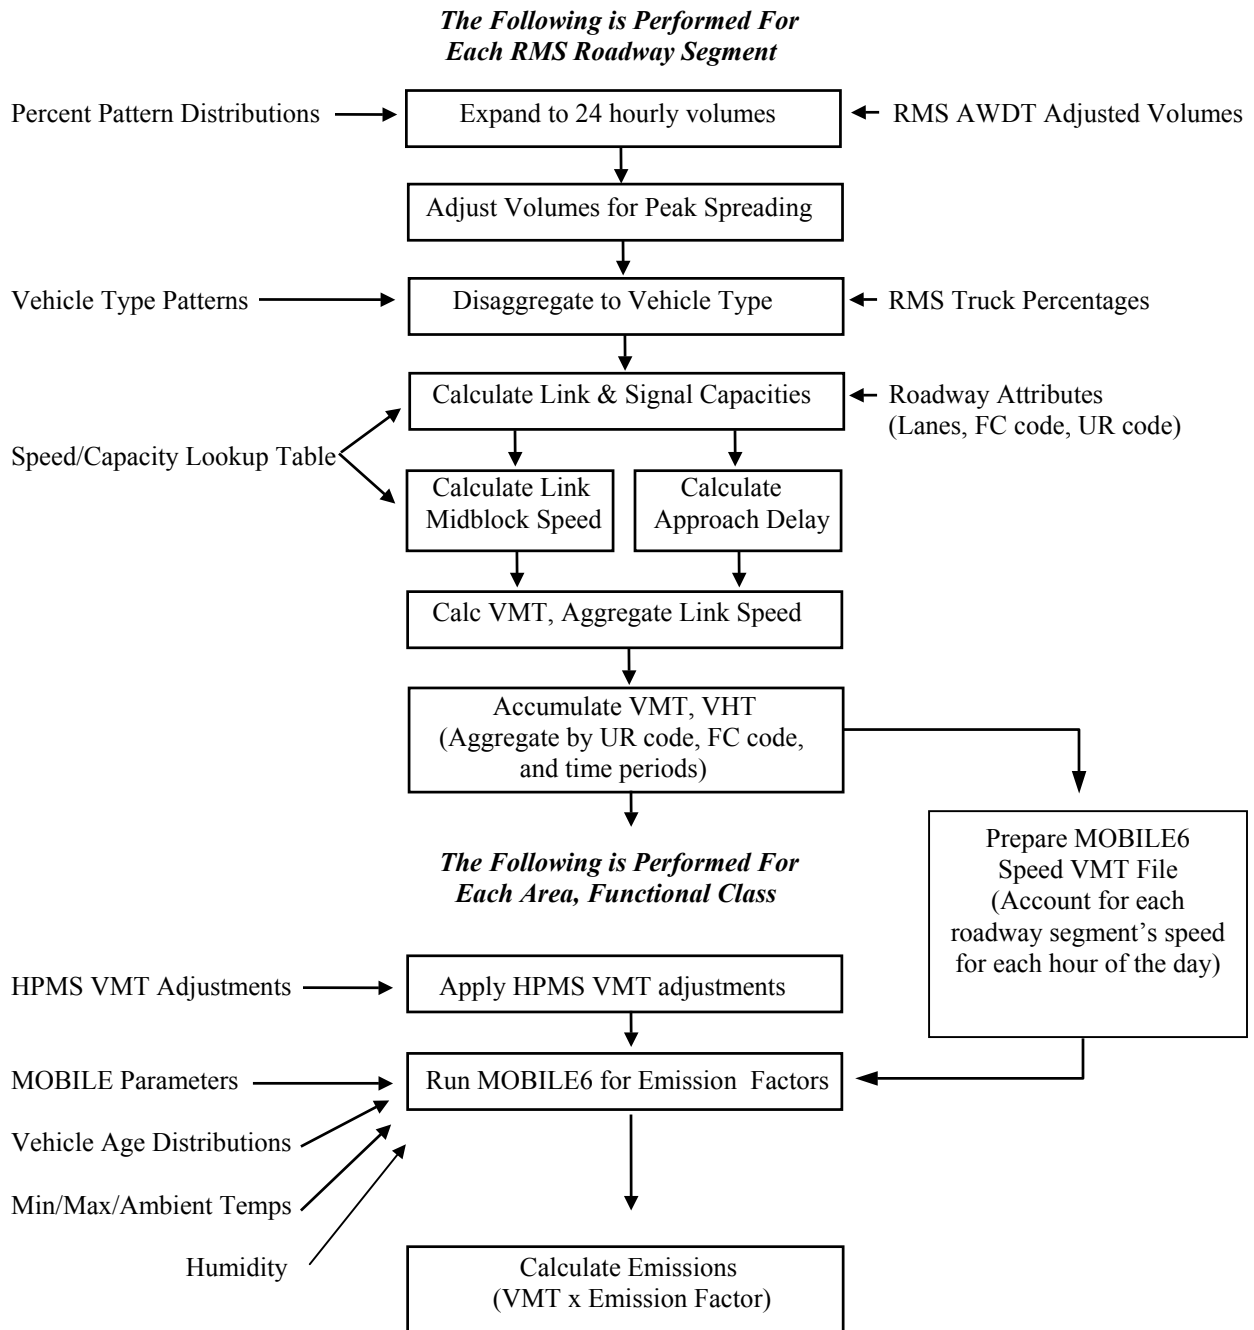 The Following is Performed For
Each RMS Roadway Segment
Percent Pattern Distributions
Expand to 24 hourly volumes
RMS AWDT Adjusted Volumes
Adjust Volumes for Peak Spreading
Vehicle Type Patterns
Disaggregate to Vehicle Type
RMS Truck Percentages
Calculate Link & Signal Capacities
Roadway Attributes
(Lanes, FC code, UR code)
Speed/Capacity Lookup Table
Calculate Link
Midblock Speed
Calculate
Approach Delay
Calc VMT, Aggregate Link Speed
Accumulate VMT, VHT
(Aggregate by UR code, FC code,
and time periods)
Prepare MOBILE6
Speed VMT File
(Account for each
roadway segment's speed
for each hour of the day)
The Following is Performed For
Each Area, Functional Class
HPMS VMT Adjustments
Apply HPMS VMT adjustments
MOBILE Parameters
Run MOBILE6 for Emission Factors
Vehicle Age Distributions
Min/Max/Ambient Temps
Humidity
Calculate Emissions
(VMT x Emission Factor)